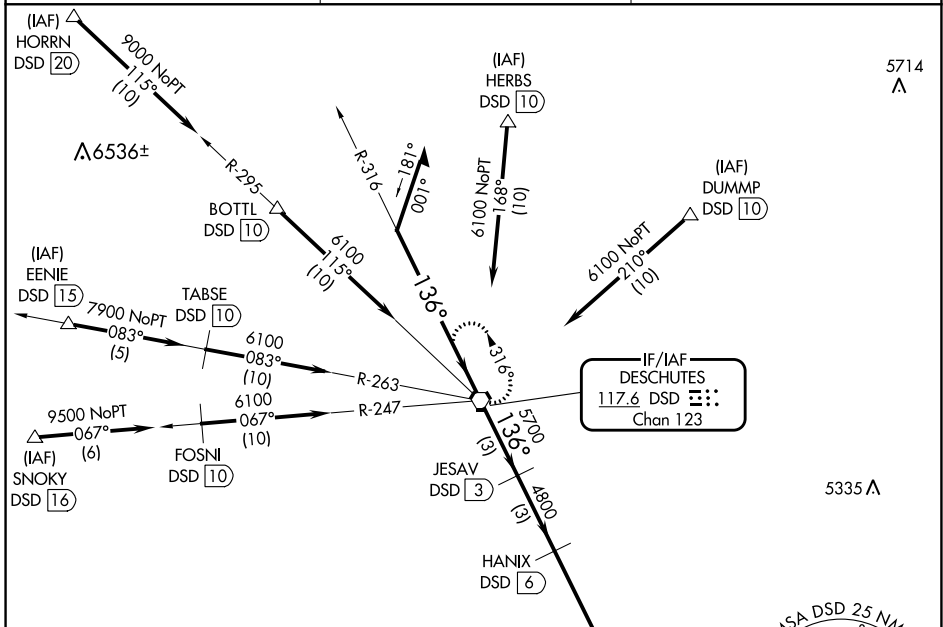 (IAF)
HORRN
DSD 20
9000 NoPT
115°
(10)
(IAF)
HERBS
DSD 10
5714
6536±
R-316
181°
001°
6100 NoPT
168°
(10)
(IAF)
DUMMP
DSD 10
R-295
BOTTL
DSD 10
6100
115°
(10)
6100 NoPT
210°
(10)
(IAF)
EENIE
DSD 15
7900 NoPT
083°
(5)
TABSE
DSD 10
6100
083°
(10)
R-263
136°
316°
IF/IAF
DESCHUTES
117.6 DSD
Chan 123
9500 NoPT
067°
(6)
6100
067°
(10)
R-247
(IAF)
SNOKY
DSD 16
FOSNI
DSD 10
5700
136°
(3)
JESAV
DSD 3
4800
(3)
5335
HANIX
DSD 6
MSA DSD 25 NM